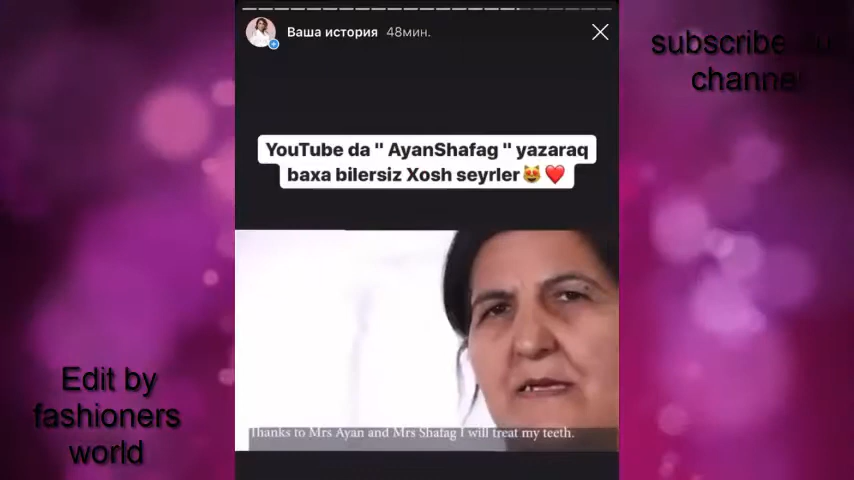 Ваша история 48мин.
subscribe
channel
YouTube da " AyanShafag " yazaraq
baxa bilersiz Xosh seyrler😻❤️
Edit by
fashioners
world
Thanks to Mrs Ayan and Mrs Shafag I will treat my teeth.